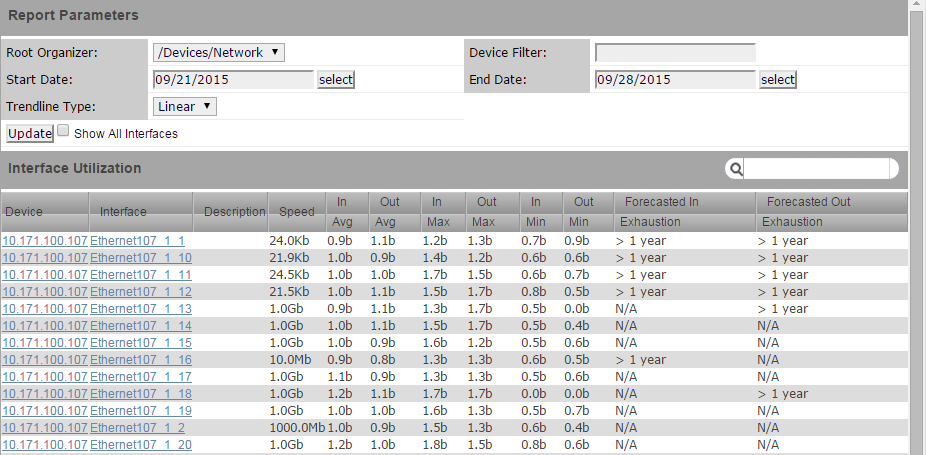 Report Parameters
Root Organizer: /Devices/Network Device Filter:
Start Date: 09/21/2015 select End Date: 09/28/2015 select
Trendline Type: Linear
Update Show All Interfaces
Interface Utilization
In Out In Out In Out Forecasted In Forecasted Out
Device Interface Description Speed
Avg Avg Max Max Min Min Exhaustion Exhaustion
10.171.100.107 Ethernet107_1_1 24.0Kb 0.9b 1.1b 1.2b 1.3b 0.7b 0.9b > 1 year > 1 year
10.171.100.107 Ethernet107_1_10 21.9Kb 1.0b 0.9b 1.4b 1.2b 0.6b 0.6b > 1 year > 1 year
10.171.100.107 Ethernet107_1_11 24.5Kb 1.0b 1.0b 1.7b 1.5b 0.6b 0.7b > 1 year > 1 year
10.171.100.107 Ethernet107_1_12 21.5Kb 1.0b 1.1b 1.5b 1.7b 0.8b 0.5b > 1 year > 1 year
10.171.100.107 Ethernet107_1_13 1.0Gb 0.9b 1.1b 1.3b 1.7b 0.5b 0.0b N/A > 1 year
10.171.100.107 Ethernet107_1_14 1.0Gb 1.0b 1.1b 1.5b 1.7b 0.5b 0.4b N/A N/A
10.171.100.107 Ethernet107_1_15 1.0Gb 1.0b 0.9b 1.6b 1.2b 0.5b 0.6b N/A N/A
10.171.100.107 Ethernet107_1_16 10.0Mb 0.9b 0.8b 1.3b 1.3b 0.6b 0.5b > 1 year N/A
10.171.100.107 Ethernet107_1_17 1.0Gb 1.1b 0.9b 1.3b 1.3b 0.5b 0.6b N/A N/A
10.171.100.107 Ethernet107_1_18 1.0Gb 1.2b 1.1b 1.7b 1.7b 0.0b 0.0b N/A > 1 year
10.171.100.107 Ethernet107_1_19 1.0Gb 1.0b 1.0b 1.6b 1.3b 0.5b 0.7b N/A N/A
10.171.100.107 Ethernet107_1_2 1000.0Mb 1.0b 0.9b 1.5b 1.3b 0.6b 0.4b N/A N/A
10.171.100.107 Ethernet107_1_20 1.0Gb 1.2b 1.0b 1.8b 1.5b 0.8b 0.6b N/A N/A